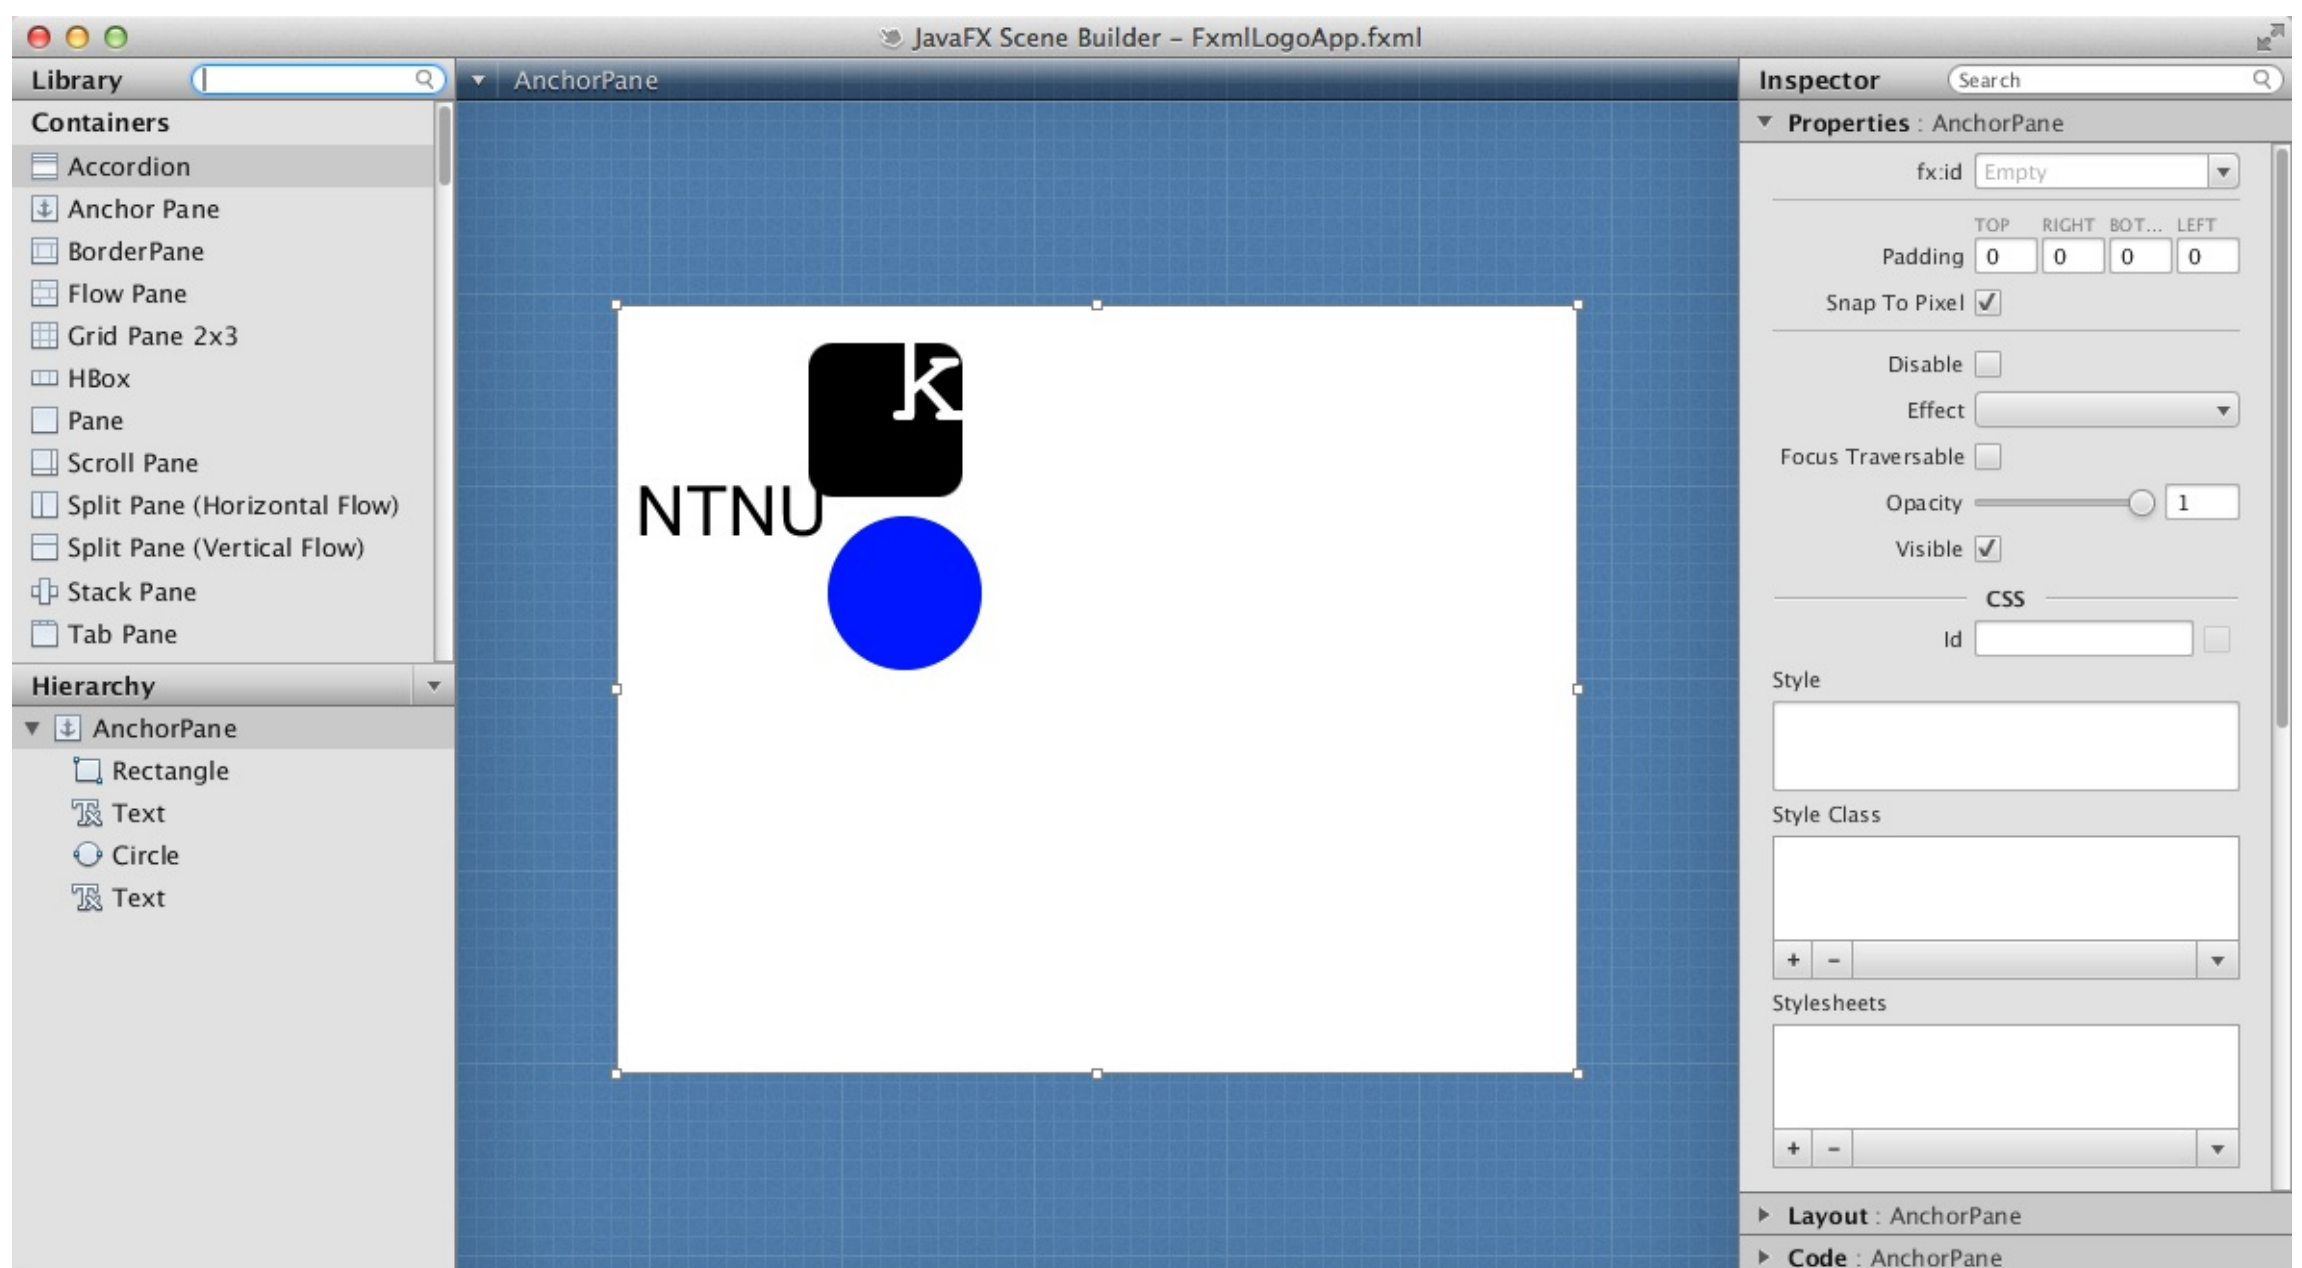 JavaFX Scene Builder – FxmlLogoApp.fxml
Library
Containers
Accordion
Anchor Pane
BorderPane
Flow Pane
Grid Pane 2x3
HBox
Pane
Scroll Pane
Split Pane (Horizontal Flow)
Split Pane (Vertical Flow)
Stack Pane
Tab Pane
Hierarchy
AnchorPane
Rectangle
Text
Circle
Text
AnchorPane
k
NTNU
Inspector Search
Properties : AnchorPane
fx:id Empty
TOP RIGHT BOT... LEFT
Padding 0 0 0 0
Snap To Pixel
Disable
Effect
Focus Traversable
Opacity 1
Visible
CSS
Id
Style
Style Class
+ -
Stylesheets
+ -
Layout : AnchorPane
Code : AnchorPane